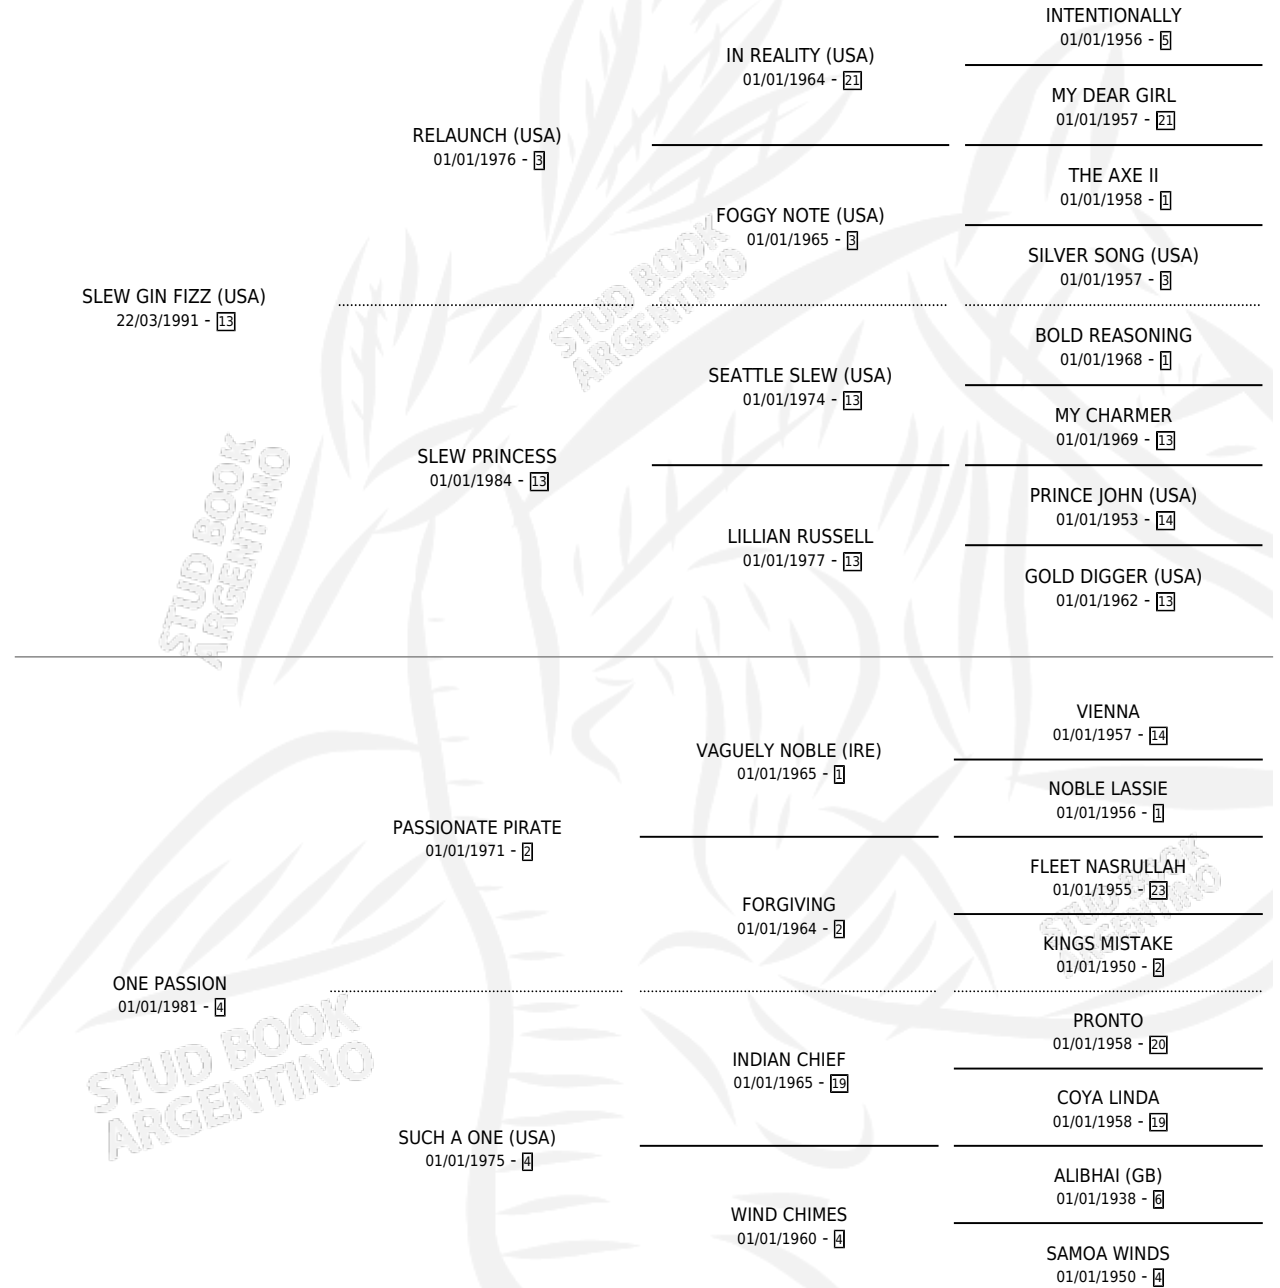 INTENTIONALLY
01/01/1956 - 5
IN REALITY (USA)
01/01/1964 - 21
MY DEAR GIRL
01/01/1957 - 21
RELAUNCH (USA)
01/01/1976 - 3
THE AXE II
01/01/1958 - 1
FOGGY NOTE (USA)
01/01/1965 - 3
SILVER SONG (USA)
01/01/1957 - 3
SLEW GIN FIZZ (USA)
22/03/1991 - 13
BOLD REASONING
01/01/1968 - 1
SEATTLE SLEW (USA)
01/01/1974 - 13
MY CHARMER
01/01/1969 - 13
SLEW PRINCESS
01/01/1984 - 13
PRINCE JOHN (USA)
01/01/1953 - 14
LILLIAN RUSSELL
01/01/1977 - 13
GOLD DIGGER (USA)
01/01/1962 - 13
VIENNA
01/01/1957 - 14
VAGUELY NOBLE (IRE)
01/01/1965 - 1
NOBLE LASSIE
01/01/1956 - 1
PASSIONATE PIRATE
01/01/1971 - 2
FLEET NASRULLAH
01/01/1955 - 23
FORGIVING
01/01/1964 - 2
KINGS MISTAKE
01/01/1950 - 2
ONE PASSION
01/01/1981 - 4
PRONTO
01/01/1958 - 20
INDIAN CHIEF
01/01/1965 - 19
COYA LINDA
01/01/1958 - 19
SUCH A ONE (USA)
01/01/1975 - 4
ALIBHAI (GB)
01/01/1938 - 6
WIND CHIMES
01/01/1960 - 4
SAMOA WINDS
01/01/1950 - 4
STUD BOOK
ARGENTINO
STUD BOOK
ARGENTINO
STUD BOOK
ARGENTINO
STUD BOOK
ARGENTINO